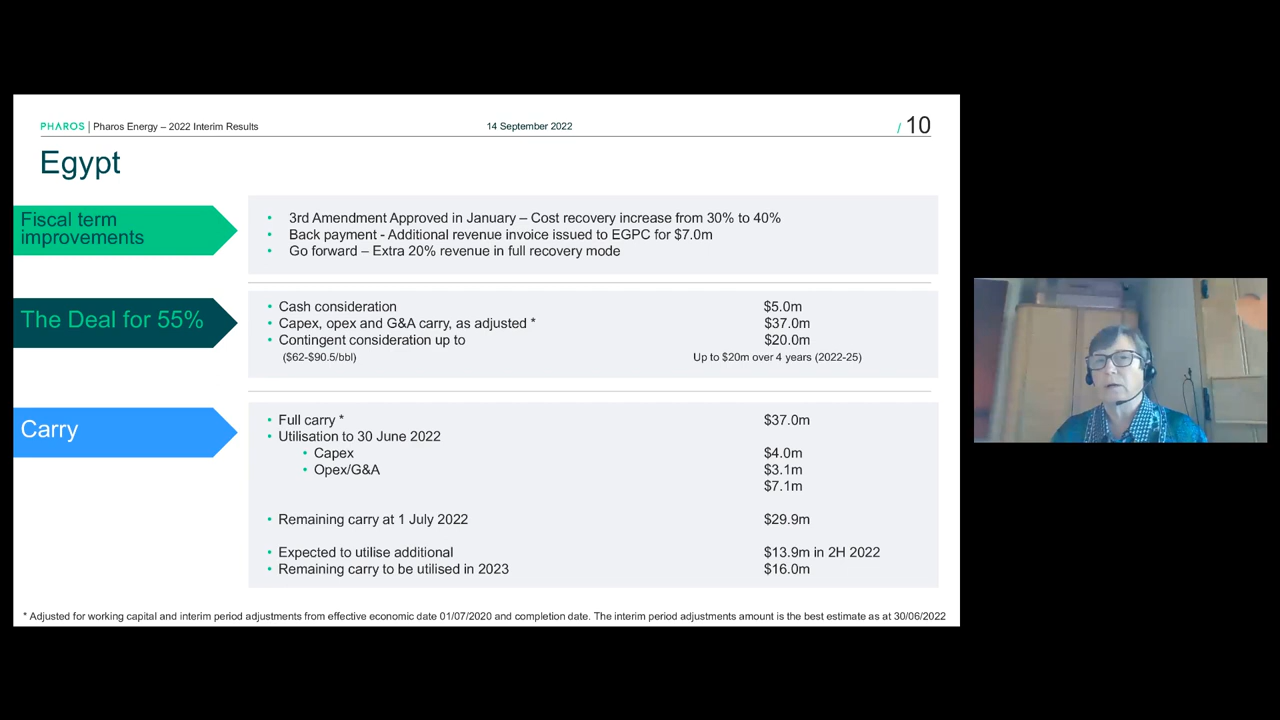 PHAROS | Pharos Energy – 2022 Interim Results 14 September 2022 / 10
Egypt
Fiscal term
improvements
• 3rd Amendment Approved in January – Cost recovery increase from 30% to 40%
• Back payment - Additional revenue invoice issued to EGPC for $7.0m
• Go forward – Extra 20% revenue in full recovery mode
The Deal for 55%
• Cash consideration $5.0m
• Capex, opex and G&A carry, as adjusted * $37.0m
• Contingent consideration up to $20.0m
($62-$90.5/bbl) Up to $20m over 4 years (2022-25)
Carry
• Full carry * $37.0m
• Utilisation to 30 June 2022
• Capex $4.0m
• Opex/G&A $3.1m
$7.1m
• Remaining carry at 1 July 2022 $29.9m
• Expected to utilise additional $13.9m in 2H 2022
• Remaining carry to be utilised in 2023 $16.0m
* Adjusted for working capital and interim period adjustments from effective economic date 01/07/2020 and completion date. The interim period adjustments amount is the best estimate as at 30/06/2022